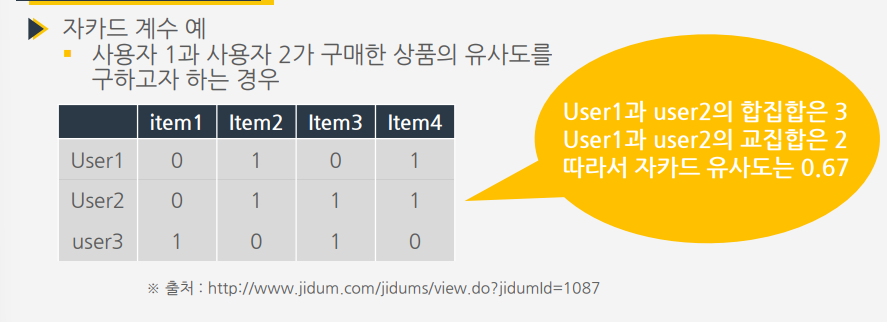 자카드 계수 예
사용자 1과 사용자 2가 구매한 상품의 유사도를
구하고자 하는 경우
item1 Item2 Item3 Item4
User1 0 1 0 1
User2 0 1 1 1
user3 1 0 1 0
User1과 user2의 합집합은 3
User1과 user2의 교집합은 2
따라서 자카드 유사도는 0.67
※ 출처 : http://www.jidum.com/jidums/view.do?jidumId=1087